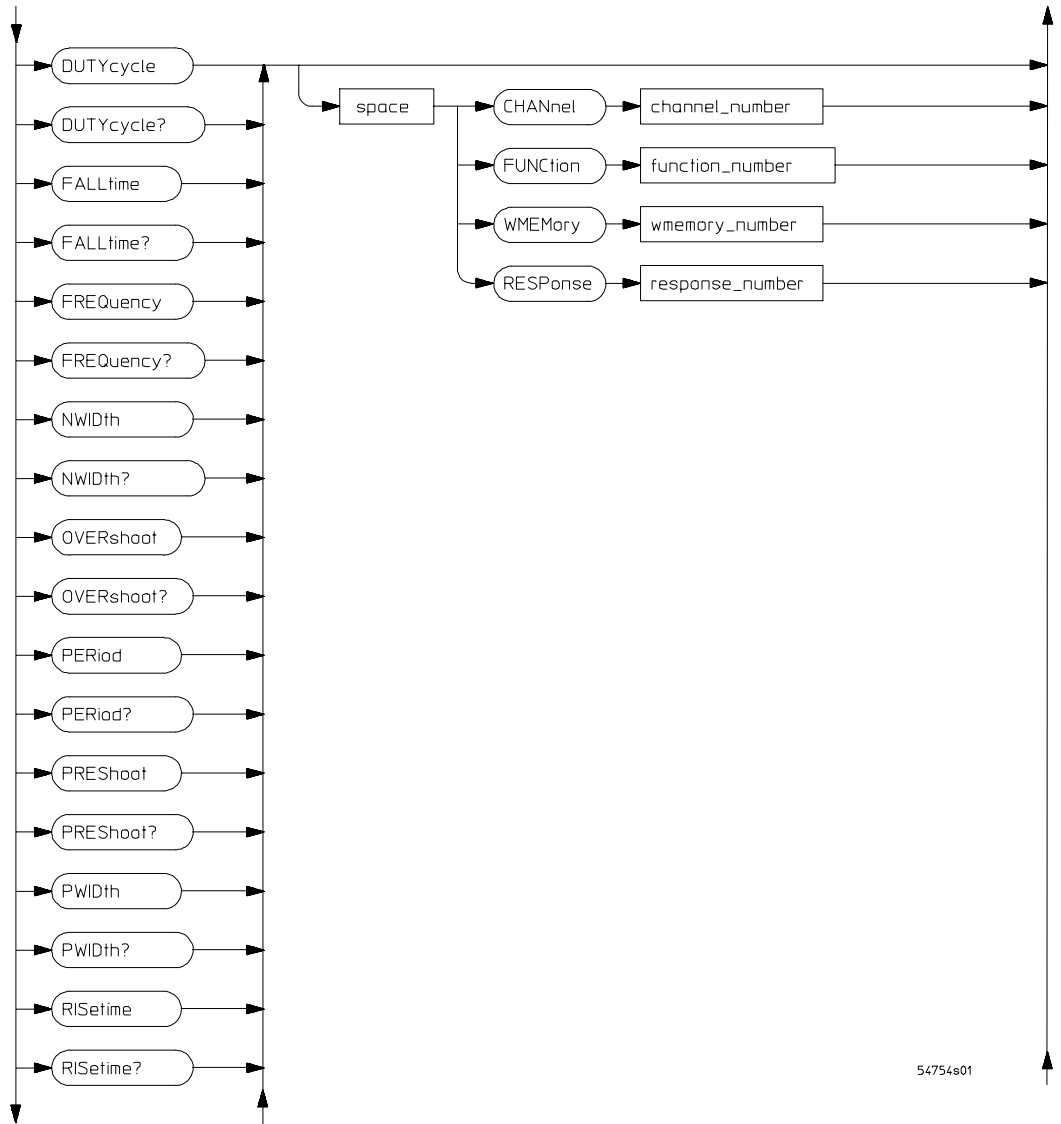 DUTYcycle
space CHANnel channel_number
DUTYcycle?
FUNCtion function_number
FALLtime
WMEMory wmemory_number
FALLtime?
RESPonse response_number
FREQuency
FREQuency?
NWIDth
NWIDth?
OVERshoot
OVERshoot?
PERiod
PERiod?
PREShoot
PREShoot?
PWIDth
PWIDth?
RISetime
RISetime?
54754s01